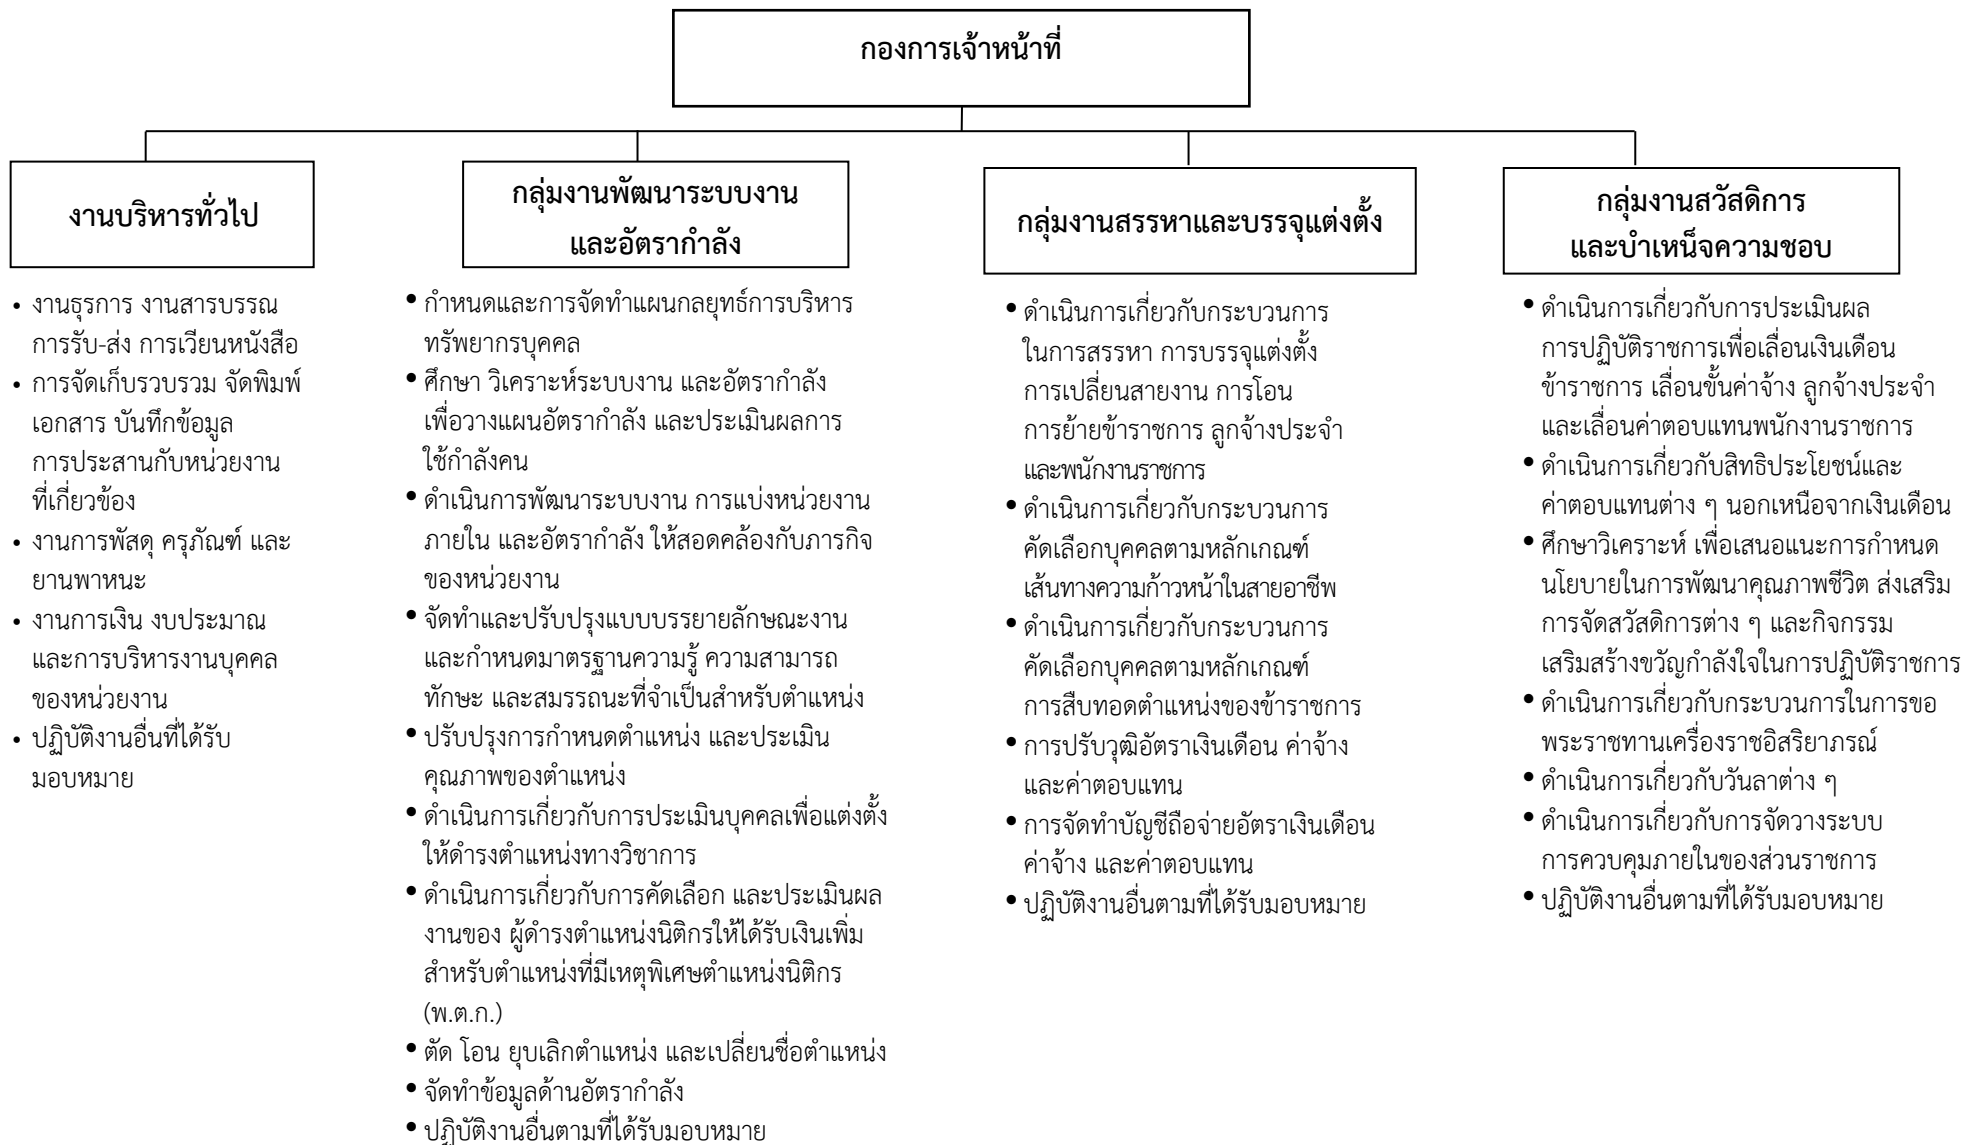 กองการเจ้าหน้าที่
งานบริหารทั่วไป
• งานธุรการ งานสารบรรณ
การรับ-ส่ง การเวียนหนังสือ
• การจัดเก็บรวบรวม จัดพิมพ์
เอกสาร บันทึกข้อมูล
การประสานกับหน่วยงาน
ที่เกี่ยวข้อง
• งานการพัสดุ ครุภัณฑ์ และ
ยานพาหนะ
• งานการเงิน งบประมาณ
และการบริหารงานบุคคล
ของหน่วยงาน
• ปฏิบัติงานอื่นที่ได้รับ
มอบหมาย
กลุ่มงานพัฒนาระบบงาน
และอัตรากำลัง
• กำหนดและการจัดทำแผนกลยุทธ์การบริหาร
ทรัพยากรบุคคล
• ศึกษา วิเคราะห์ระบบงาน และอัตรากำลัง
เพื่อวางแผนอัตรากำลัง และประเมินผลการ
ใช้กำลังคน
• ดำเนินการพัฒนาระบบงาน การแบ่งหน่วยงาน
ภายใน และอัตรากำลัง ให้สอดคล้องกับภารกิจ
ของหน่วยงาน
• จัดทำและปรับปรุงแบบบรรยายลักษณะงาน
และกำหนดมาตรฐานความรู้ ความสามารถ
ทักษะ และสมรรถนะที่จำเป็นสำหรับตำแหน่ง
• ปรับปรุงการกำหนดตำแหน่ง และประเมิน
คุณภาพของตำแหน่ง
• ดำเนินการเกี่ยวกับการประเมินบุคคลเพื่อแต่งตั้ง
ให้ดำรงตำแหน่งทางวิชาการ
• ดำเนินการเกี่ยวกับการคัดเลือก และประเมินผล
งานของ ผู้ดำรงตำแหน่งนิติกรให้ได้รับเงินเพิ่ม
สำหรับตำแหน่งที่มีเหตุพิเศษตำแหน่งนิติกร
(พ.ต.ก.)
• ตัด โอน ยุบเลิกตำแหน่ง และเปลี่ยนชื่อตำแหน่ง
• จัดทำข้อมูลด้านอัตรากำลัง
• ปฏิบัติงานอื่นตามที่ได้รับมอบหมาย
กลุ่มงานสรรหาและบรรจุแต่งตั้ง
• ดำเนินการเกี่ยวกับกระบวนการ
ในการสรรหา การบรรจุแต่งตั้ง
การเปลี่ยนสายงาน การโอน
การย้ายข้าราชการ ลูกจ้างประจำ
และพนักงานราชการ
• ดำเนินการเกี่ยวกับกระบวนการ
คัดเลือกบุคคลตามหลักเกณฑ์
เส้นทางความก้าวหน้าในสายอาชีพ
• ดำเนินการเกี่ยวกับกระบวนการ
คัดเลือกบุคคลตามหลักเกณฑ์
การสืบทอดตำแหน่งของข้าราชการ
• การปรับวุฒิอัตราเงินเดือน ค่าจ้าง
และค่าตอบแทน
• การจัดทำบัญชีถือจ่ายอัตราเงินเดือน
ค่าจ้าง และค่าตอบแทน
• ปฏิบัติงานอื่นตามที่ได้รับมอบหมาย
กลุ่มงานสวัสดิการ
และบำเหน็จความชอบ
• ดำเนินการเกี่ยวกับการประเมินผล
การปฏิบัติราชการเพื่อเลื่อนเงินเดือน
ข้าราชการ เลื่อนขั้นค่าจ้าง ลูกจ้างประจำ
และเลื่อนค่าตอบแทนพนักงานราชการ
• ดำเนินการเกี่ยวกับสิทธิประโยชน์และ
ค่าตอบแทนต่าง ๆ นอกเหนือจากเงินเดือน
• ศึกษาวิเคราะห์ เพื่อเสนอแนะการกำหนด
นโยบายในการพัฒนาคุณภาพชีวิต ส่งเสริม
การจัดสวัสดิการต่าง ๆ และกิจกรรม
เสริมสร้างขวัญกำลังใจในการปฏิบัติราชการ
• ดำเนินการเกี่ยวกับกระบวนการในการขอ
พระราชทานเครื่องราชอิสริยาภรณ์
• ดำเนินการเกี่ยวกับวันลาต่าง ๆ
• ดำเนินการเกี่ยวกับการจัดวางระบบ
การควบคุมภายในของส่วนราชการ
• ปฏิบัติงานอื่นตามที่ได้รับมอบหมาย